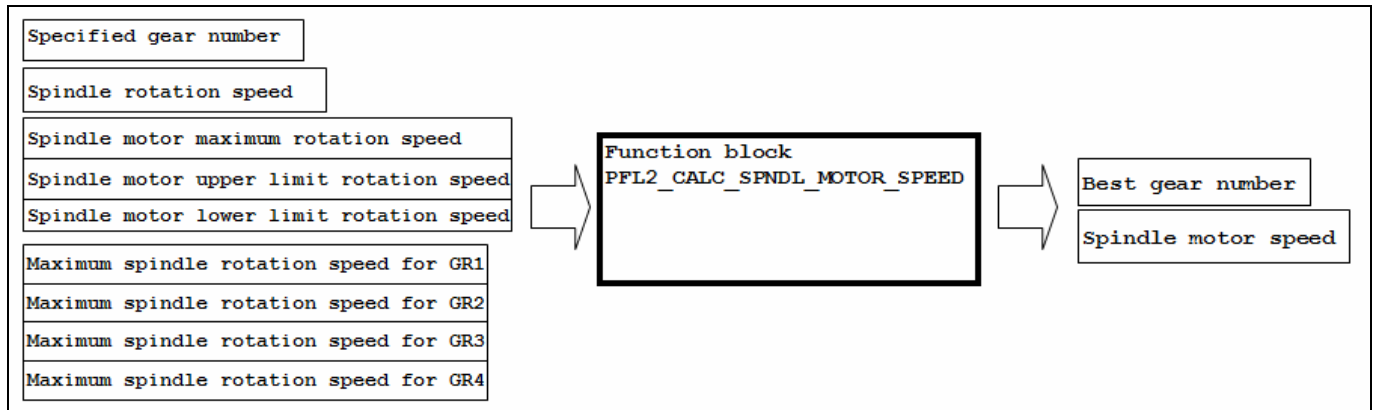 Specified gear number
Spindle rotation speed
Spindle motor maximum rotation speed
Spindle motor upper limit rotation speed
Spindle motor lower limit rotation speed
Maximum spindle rotation speed for GR1
Maximum spindle rotation speed for GR2
Maximum spindle rotation speed for GR3
Maximum spindle rotation speed for GR4
Function block
PFL2_CALC_SPNDL_MOTOR_SPEED
Best gear number
Spindle motor speed